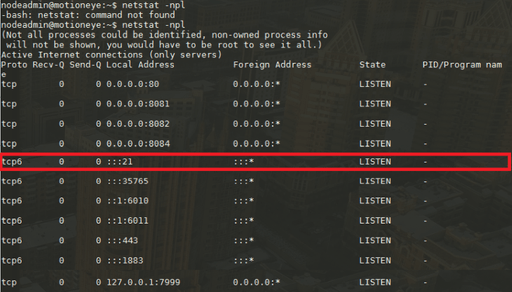 nodeadmin@motioneye:~$ netstat -npl
-bash: netstat: command not found
nodeadmin@motioneye:~$ netstat -npl
(Not all processes could be identified, non-owned process info
 will not be shown, you would have to be root to see it all.)
Active Internet connections (only servers)
Proto Recv-Q Send-Q Local Address           Foreign Address         State       PID/Program nam
e
tcp        0      0 0.0.0.0:80              0.0.0.0:*               LISTEN      -
tcp        0      0 0.0.0.0:8081            0.0.0.0:*               LISTEN      -
tcp        0      0 0.0.0.0:8082            0.0.0.0:*               LISTEN      -
tcp        0      0 0.0.0.0:8084            0.0.0.0:*               LISTEN      -
tcp6       0      0 :::21                   :::*                    LISTEN      -
tcp6       0      0 :::35765                :::*                    LISTEN      -
tcp6       0      0 ::1:6010                :::*                    LISTEN      -
tcp6       0      0 ::1:6011                :::*                    LISTEN      -
tcp6       0      0 :::443                  :::*                    LISTEN      -
tcp6       0      0 :::1883                 :::*                    LISTEN      -
tcp        0      0 127.0.0.1:7999          0.0.0.0:*               LISTEN      -